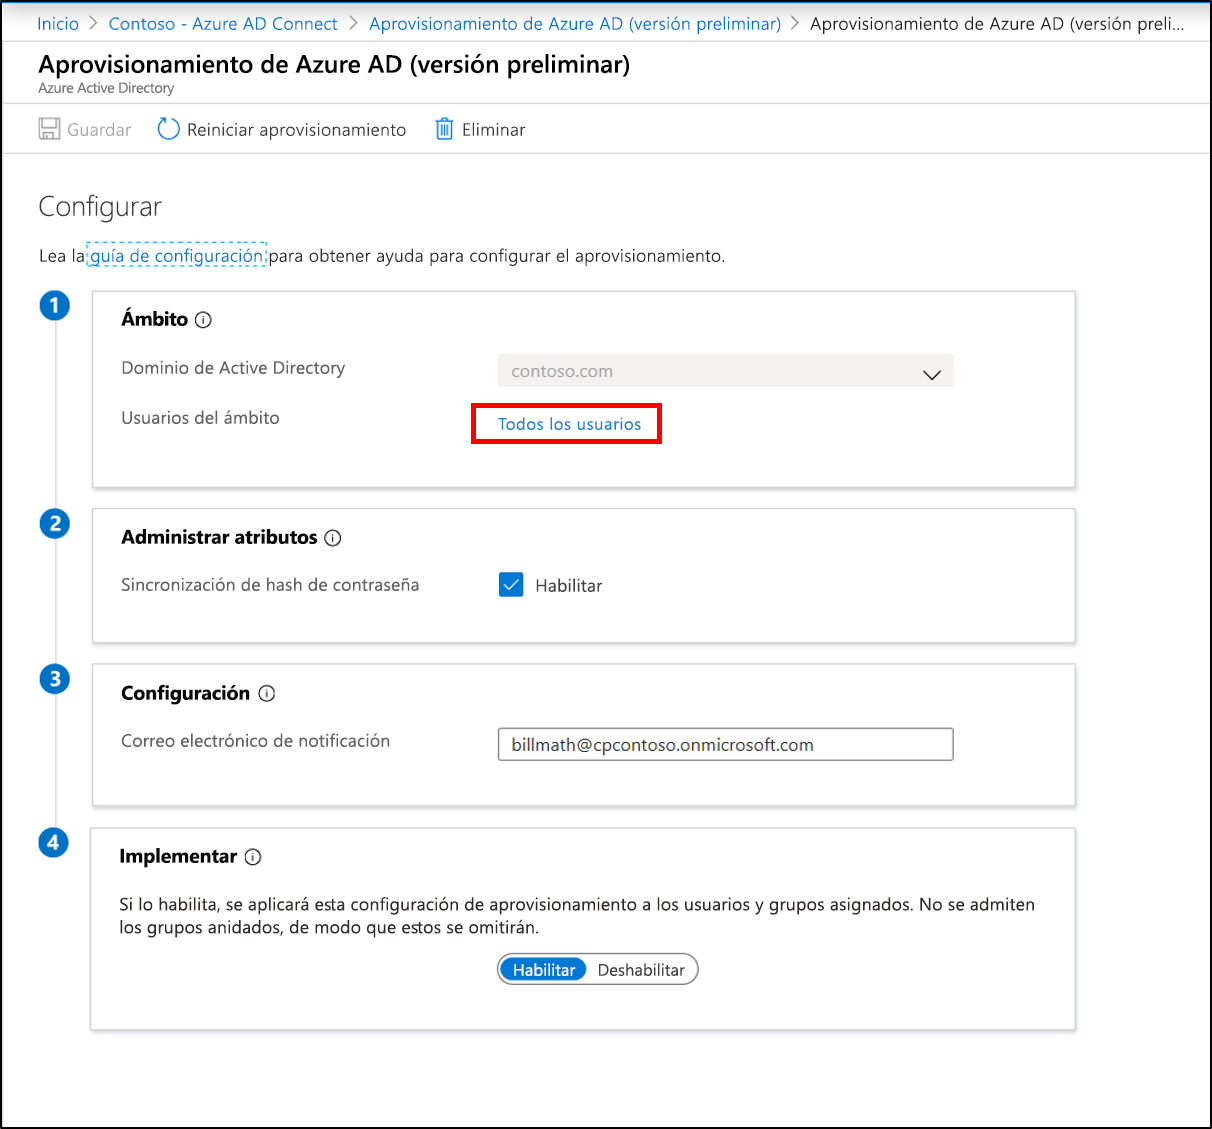 Inicio > Contoso - Azure AD Connect > Aprovisionamiento de Azure AD (versión preliminar) > Aprovisionamiento de Azure AD (versión preli...
Aprovisionamiento de Azure AD (versión preliminar)
Azure Active Directory
Guardar Reiniciar aprovisionamiento Eliminar
Configurar
Lea la guía de configuración para obtener ayuda para configurar el aprovisionamiento.
1 Ámbito
Dominio de Active Directory contoso.com
Usuarios del ámbito Todos los usuarios
2 Administrar atributos
Sincronización de hash de contraseña Habilitar
3 Configuración
Correo electrónico de notificación billmath@cpcontoso.onmicrosoft.com
4 Implementar
Si lo habilita, se aplicará esta configuración de aprovisionamiento a los usuarios y grupos asignados. No se admiten
los grupos anidados, de modo que estos se omitirán.
Habilitar Deshabilitar